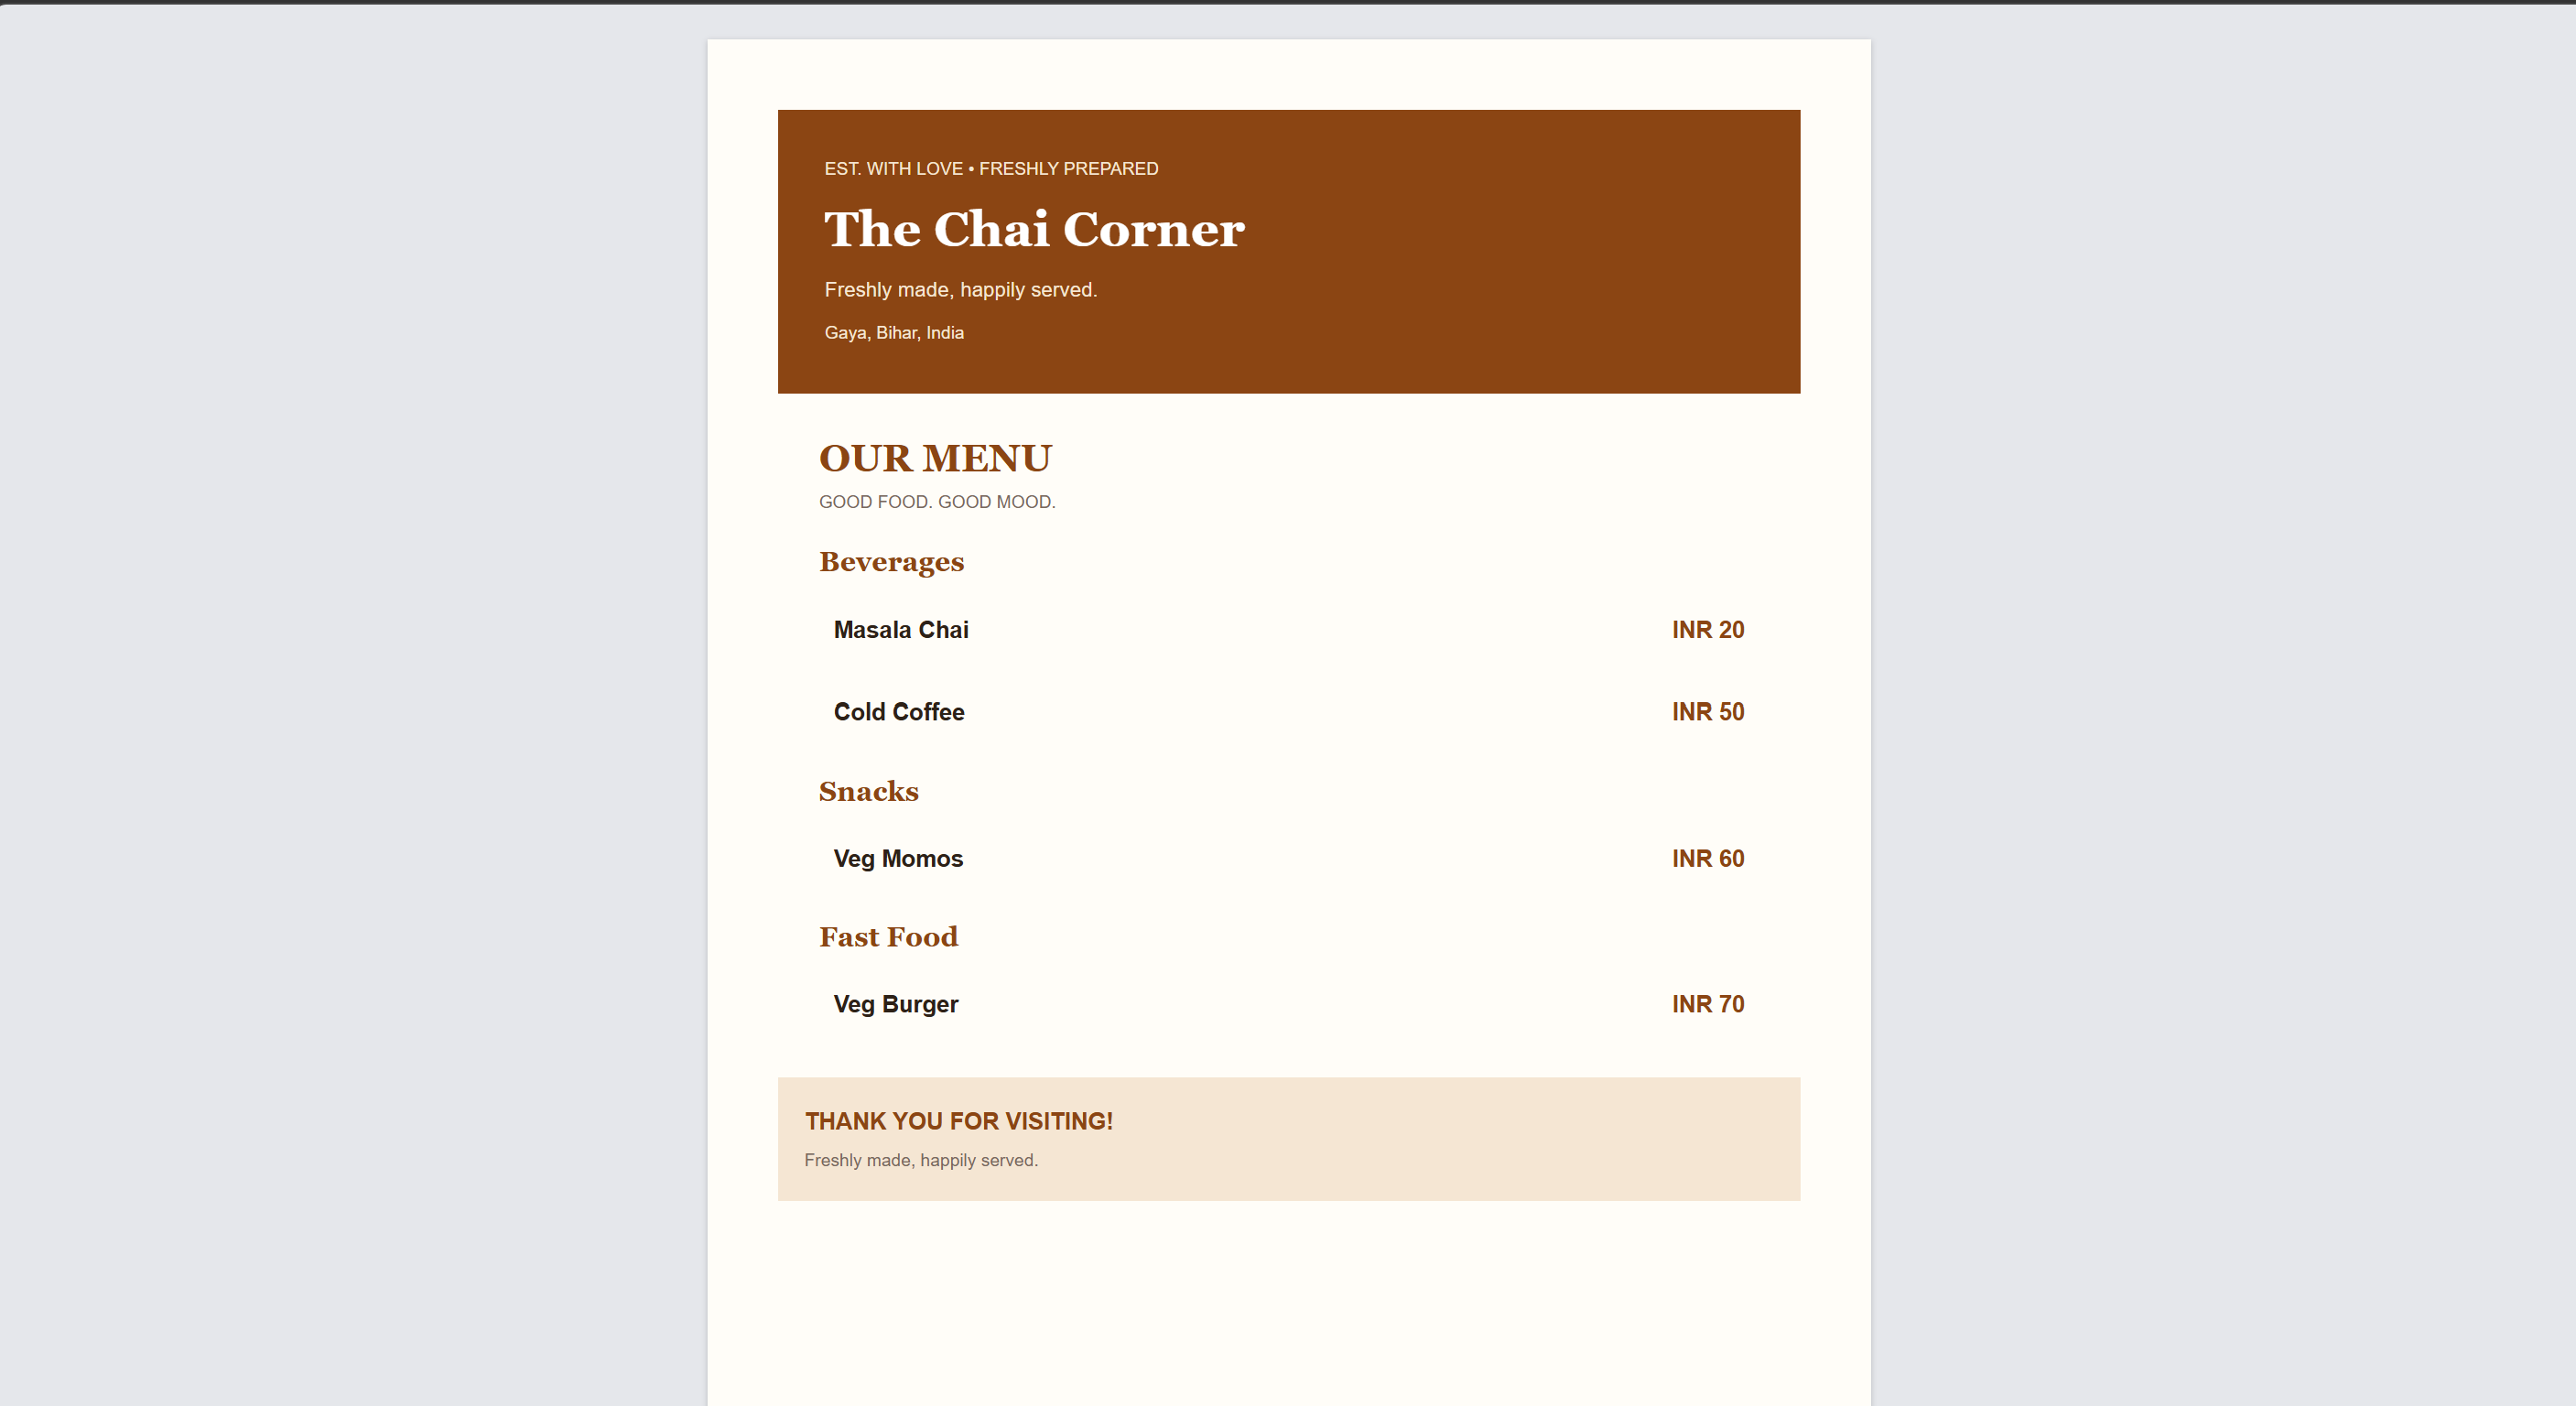 EST. WITH LOVE • FRESHLY PREPARED
The Chai Corner
Freshly made, happily served.
Gaya, Bihar, India
OUR MENU
GOOD FOOD. GOOD MOOD.
Beverages
Masala Chai INR 20
Cold Coffee INR 50
Snacks
Veg Momos INR 60
Fast Food
Veg Burger INR 70
THANK YOU FOR VISITING!
Freshly made, happily served.